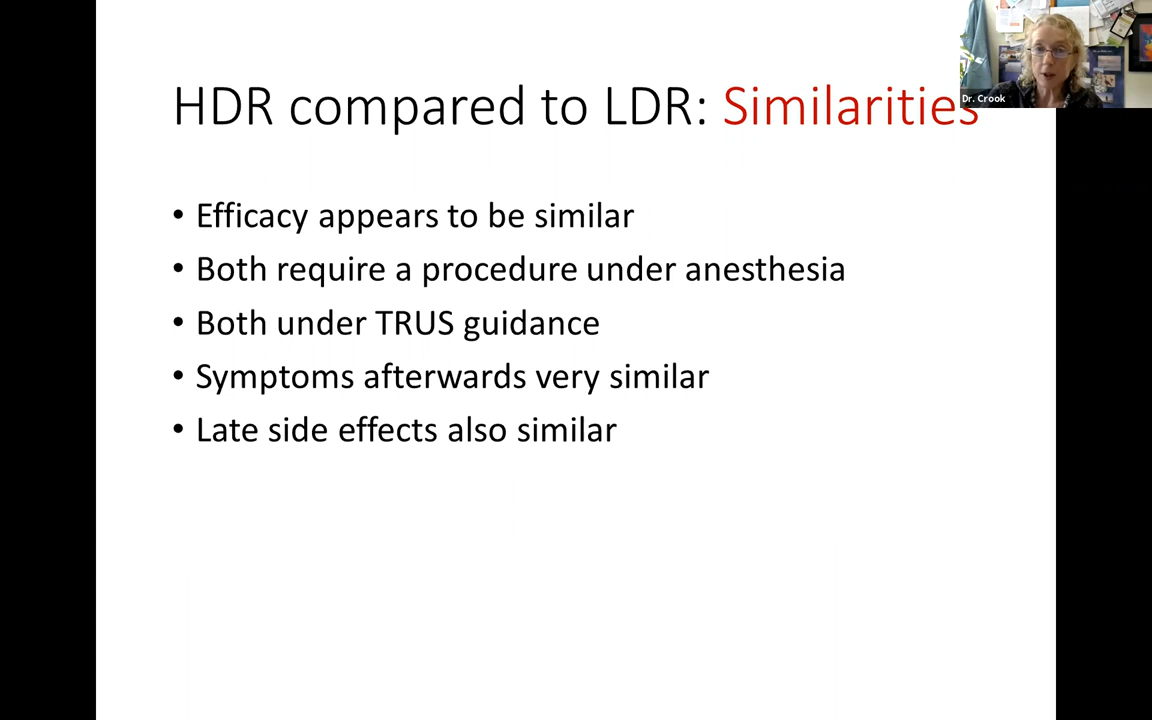 HDR compared to LDR: Similarities
Dr. Crook
• Efficacy appears to be similar
• Both require a procedure under anesthesia
• Both under TRUS guidance
• Symptoms afterwards very similar
• Late side effects also similar